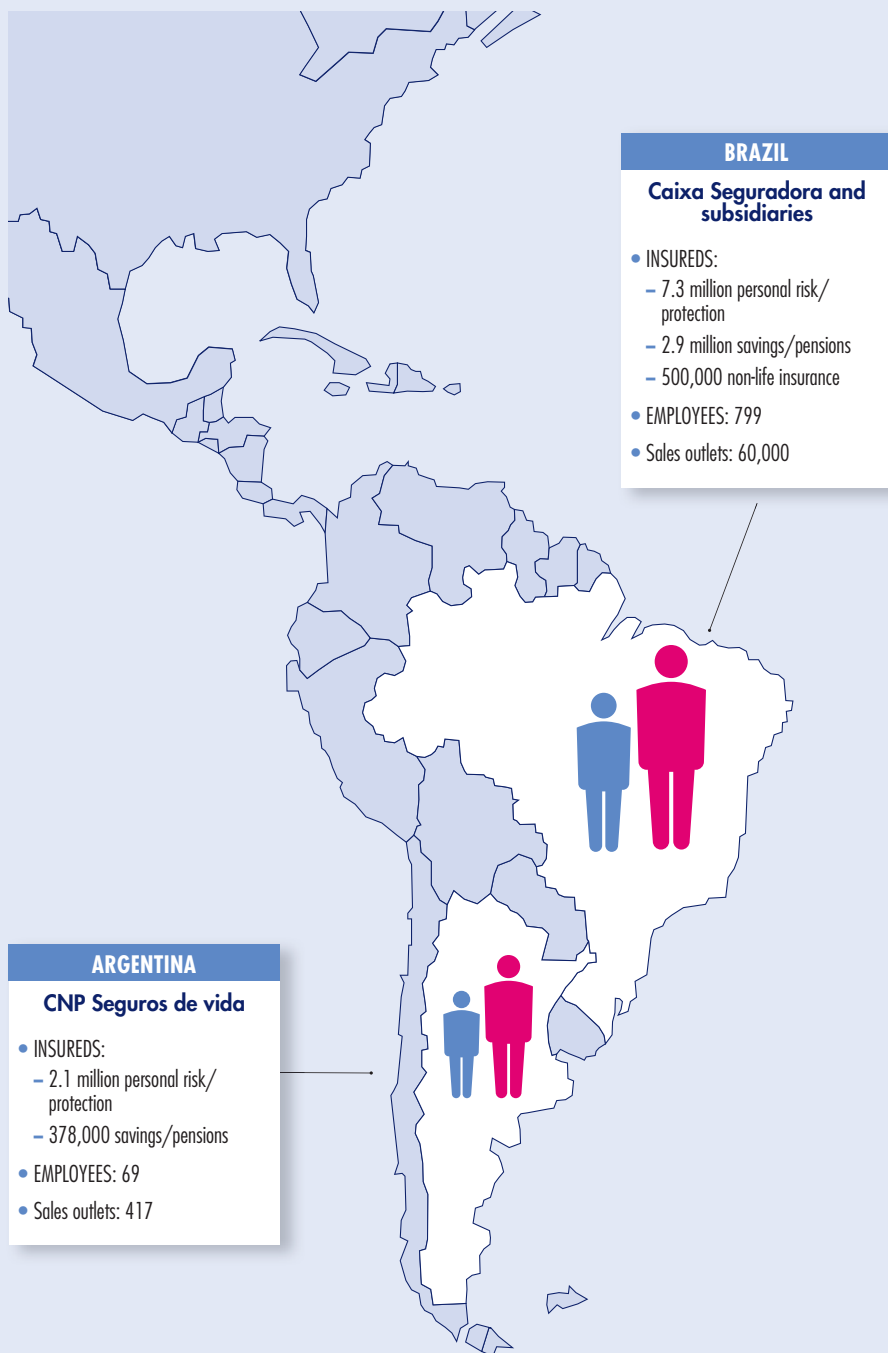 BRAZIL
Caixa Seguradora and
subsidiaries
• INSUREDS:
– 7.3 million personal risk/
protection
– 2.9 million savings/pensions
– 500,000 non-life insurance
• EMPLOYEES: 799
• Sales outlets: 60,000
ARGENTINA
CNP Seguros de vida
• INSUREDS:
– 2.1 million personal risk/
protection
– 378,000 savings/pensions
• EMPLOYEES: 69
• Sales outlets: 417